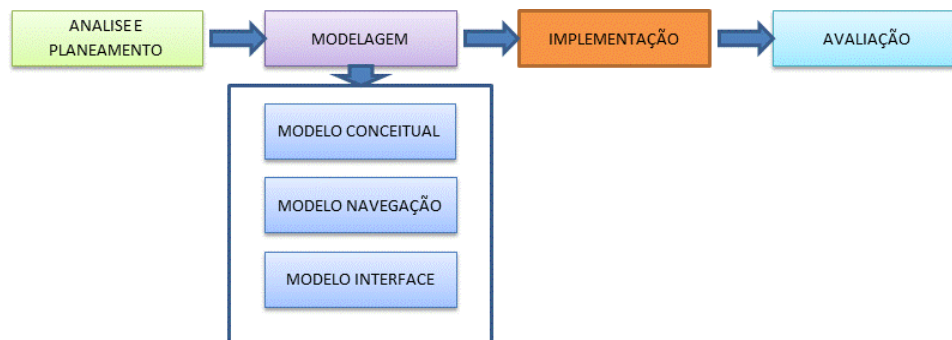 ANALISE E
PLANEAMENTO
MODELAGEM
IMPLEMENTAÇÃO
AVALIAÇÃO
MODELO CONCEITUAL
MODELO NAVEGAÇÃO
MODELO INTERFACE